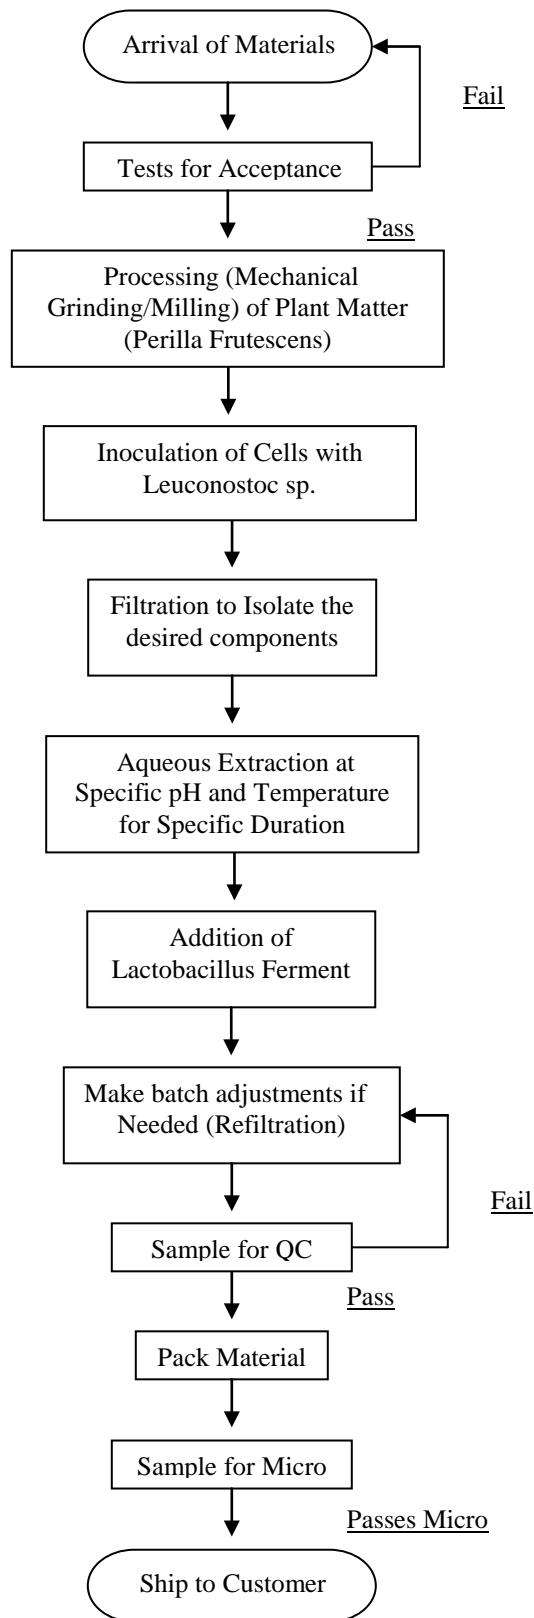 Arrival of Materials
Fail
Tests for Acceptance
Pass
Processing (Mechanical
Grinding/Milling) of Plant Matter
(Perilla Frutescens)
Inoculation of Cells with
Leuconostoc sp.
Filtration to Isolate the
desired components
Aqueous Extraction at
Specific pH and Temperature
for Specific Duration
Addition of
Lactobacillus Ferment
Make batch adjustments if
Needed (Refiltration)
Fail
Sample for QC
Pass
Pack Material
Sample for Micro
Passes Micro
Ship to Customer